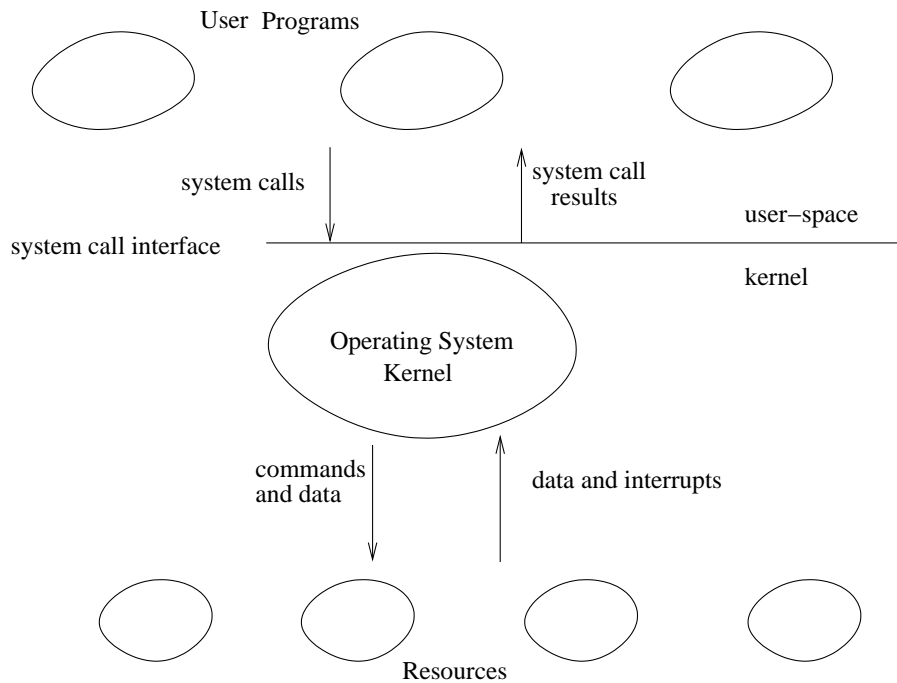 User Programs
system calls
system call
results
user−space
system call interface
kernel
Operating System
Kernel
commands
and data
data and interrupts
Resources